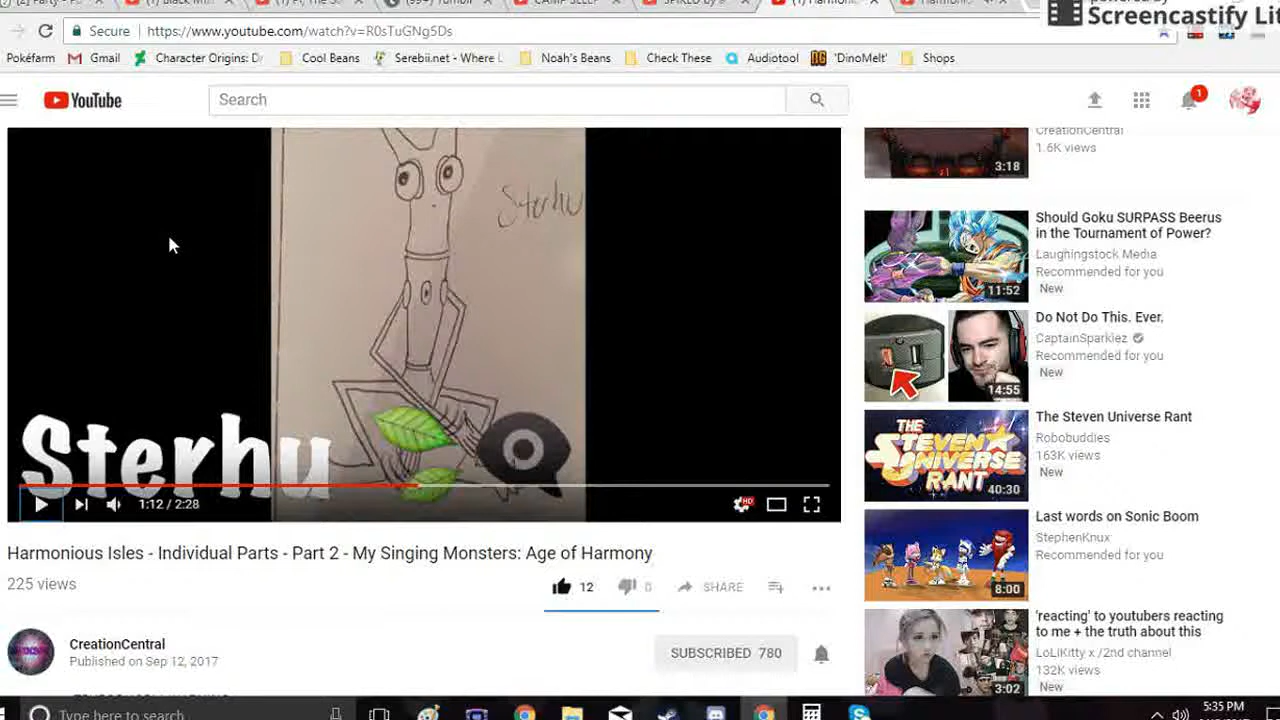 powered by
Screencastify Lit
Secure https://www.youtube.com/watch?v=R0sTuGNg5Ds
Pokéfarm Gmail Character Origins: D Cool Beans Serebii.net - Where L Noah's Beans Check These Audiotool 'DinoMelt' Shops
YouTube
Search
1
CreationCentral
1.6K views
3:18
Should Goku SURPASS Beerus
in the Tournament of Power?
Laughingstock Media
Recommended for you
New
11:52
Do Not Do This. Ever.
CaptainSparklez
Recommended for you
New
14:55
The Steven Universe Rant
Robobuddies
163K views
New
THE
STEVEN
UNIVERSE
RANT
40:30
Last words on Sonic Boom
StephenKnux
Recommended for you
8:00
'reacting' to youtubers reacting
to me + the truth about this
LoLIKitty x /2nd channel
132K views
New
3:02
Sterhu
Sterhu
1:12 / 2:28
HD
Harmonious Isles - Individual Parts - Part 2 - My Singing Monsters: Age of Harmony
225 views
12 0 SHARE
CreationCentral
Published on Sep 12, 2017
SUBSCRIBED 780
Type here to search
5:35 PM